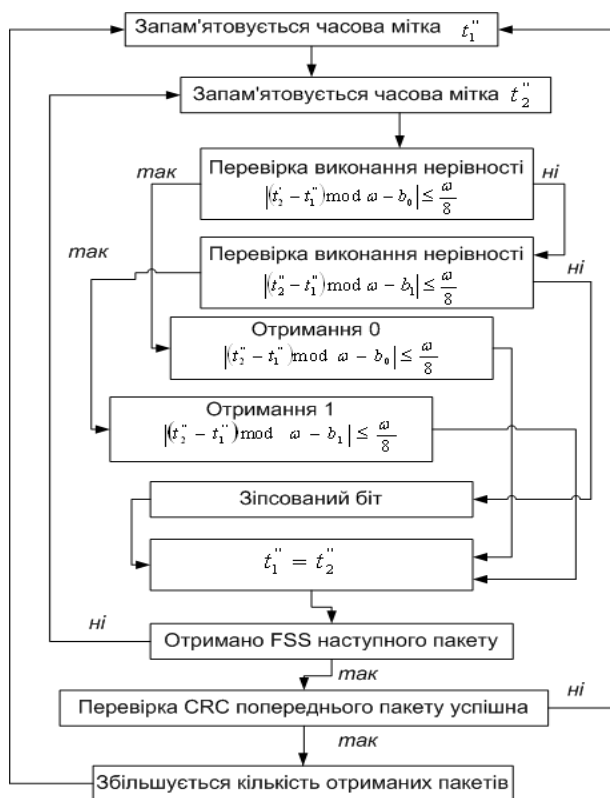 Запам'ятовується часова мітка t₁''
Запам'ятовується часова мітка t₂''
так
Перевірка виконання нерівності
ні
|(t₂' − t₁'') mod ϖ − b₀| ≤ ϖ/8
так
Перевірка виконання нерівності
ні
|(t₂'' − t₁'') mod ϖ − b₁| ≤ ϖ/8
Отримання 0
|(t₂'' − t₁'') mod ϖ − b₀| ≤ ϖ/8
Отримання 1
|(t₂'' − t₁'') mod ϖ − b₁| ≤ ϖ/8
Зіпсований біт
t₁'' = t₂''
ні
Отримано FSS наступного пакету
так
Перевірка CRC попереднього пакету успішна
ні
так
Збільшується кількість отриманих пакетів